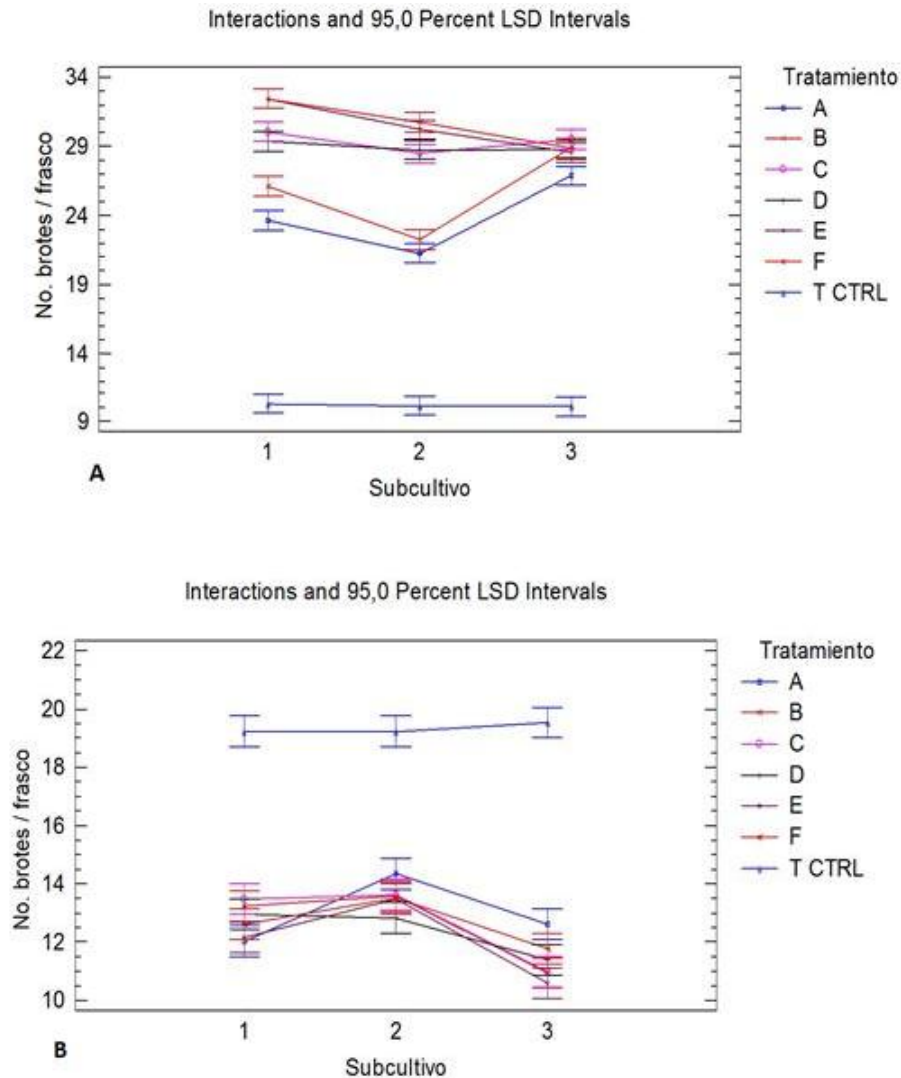 Interactions and 95,0 Percent LSD Intervals
34
29
24
19
14
9
No. brotes / frasco
1 2 3
Subcultivo
A
Tratamiento
A
B
C
D
E
F
T CTRL
Interactions and 95,0 Percent LSD Intervals
22
20
18
16
14
12
10
No. brotes / frasco
1 2 3
Subcultivo
B
Tratamiento
A
B
C
D
E
F
T CTRL